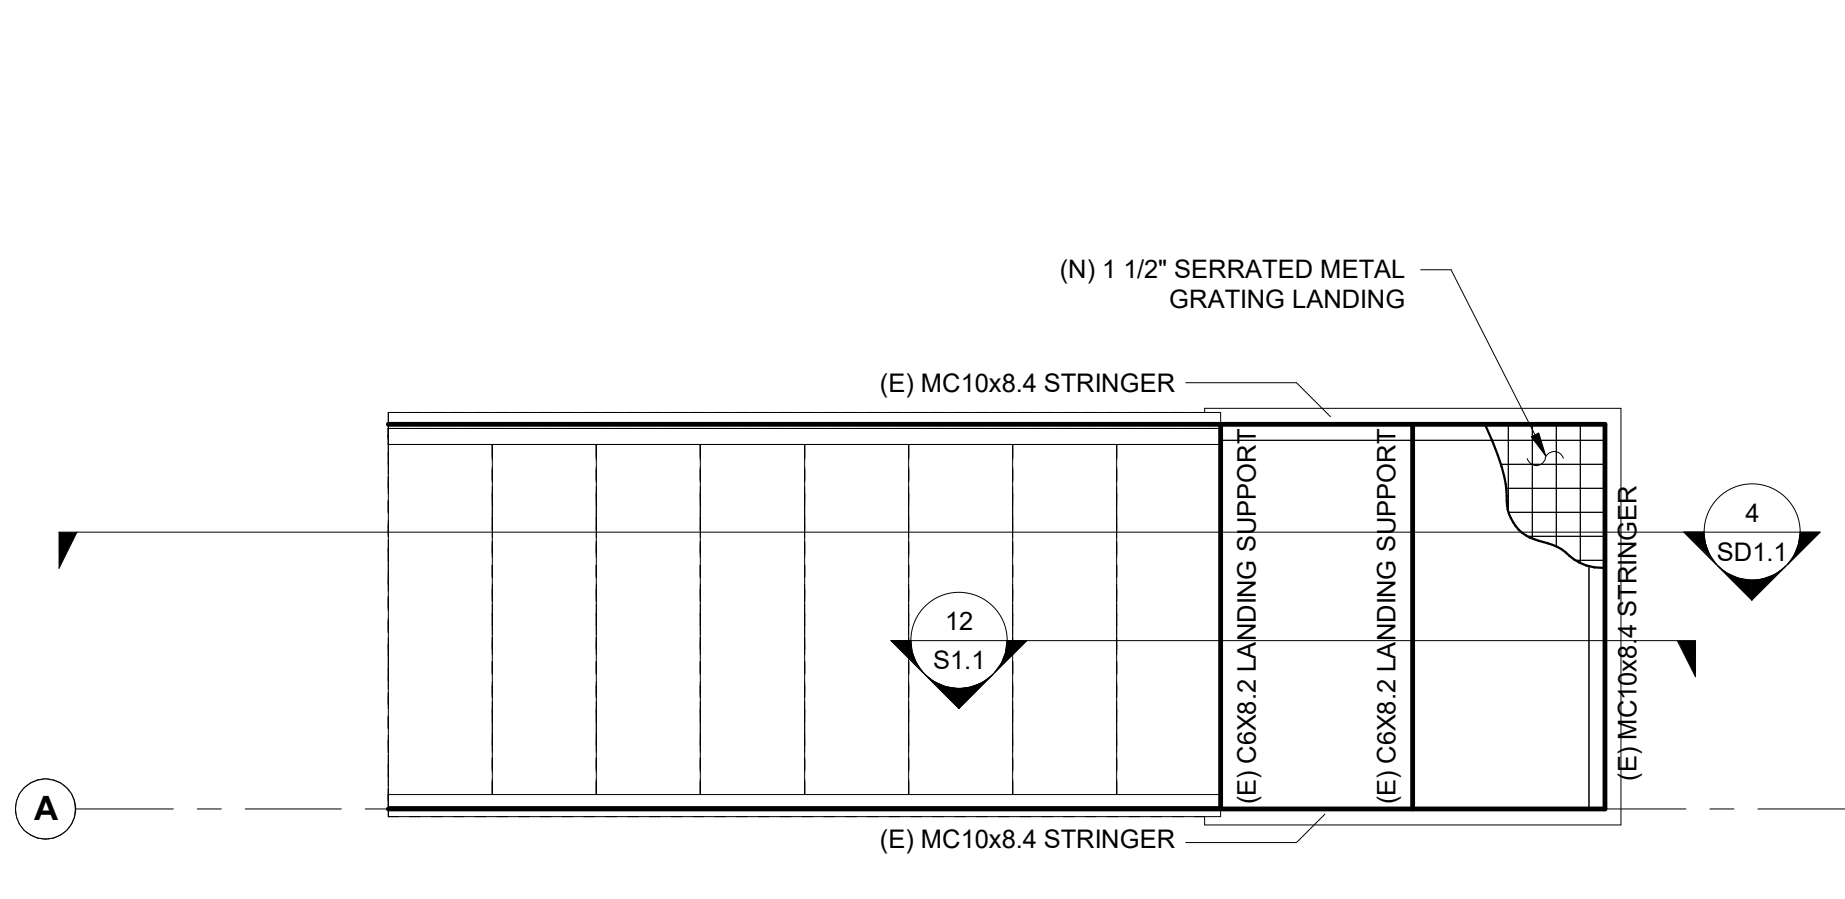 (N) 1 1/2" SERRATED METAL
GRATING LANDING
(E) MC10x8.4 STRINGER
(E) C6X8.2 LANDING SUPPORT
(E) C6X8.2 LANDING SUPPORT
(E) MC10x8.4 STRINGER
4
SD1.1
12
S1.1
A
(E) MC10x8.4 STRINGER